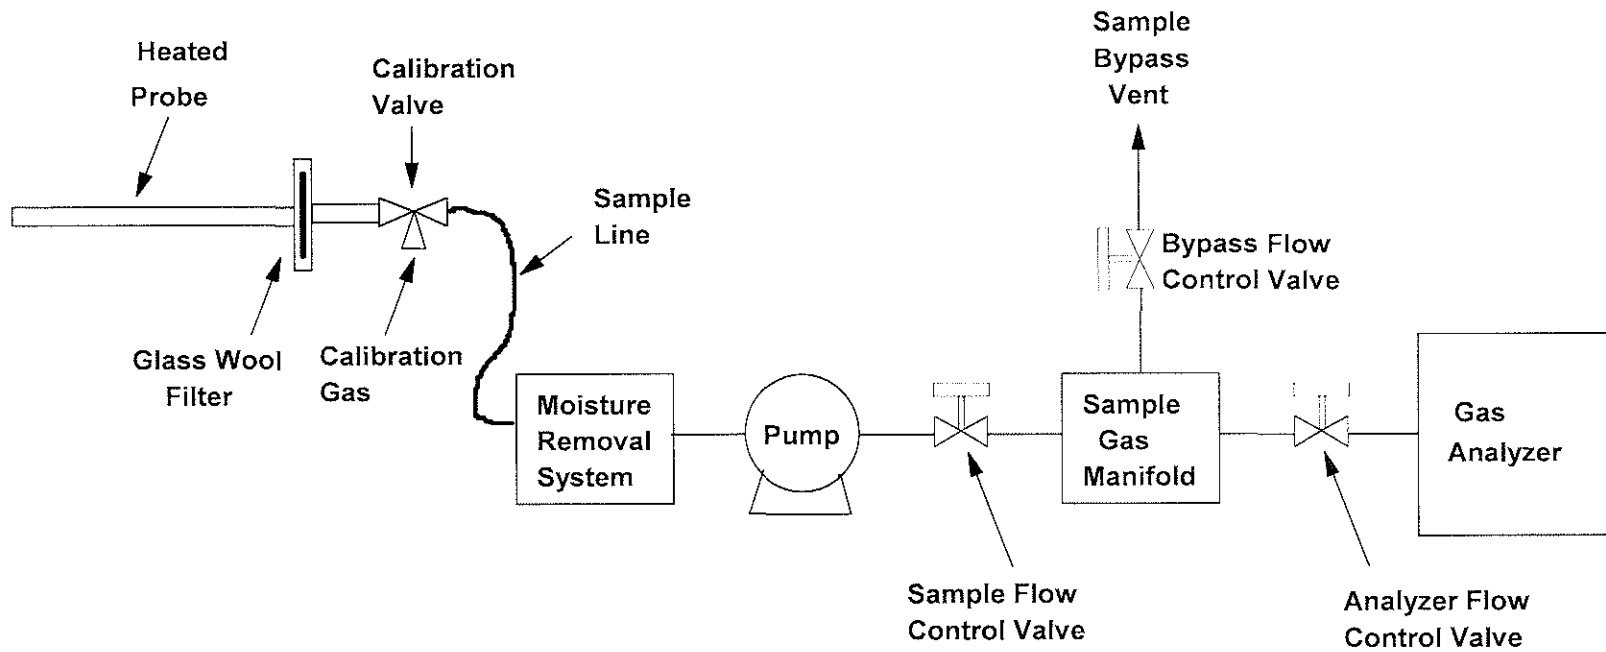 Heated
Probe
Calibration
Valve
Sample
Bypass
Vent
Sample
Line
Bypass Flow
Control Valve
Glass Wool
Filter
Calibration
Gas
Moisture
Removal
System
Pump
Sample
Gas
Manifold
Gas
Analyzer
Sample Flow
Control Valve
Analyzer Flow
Control Valve